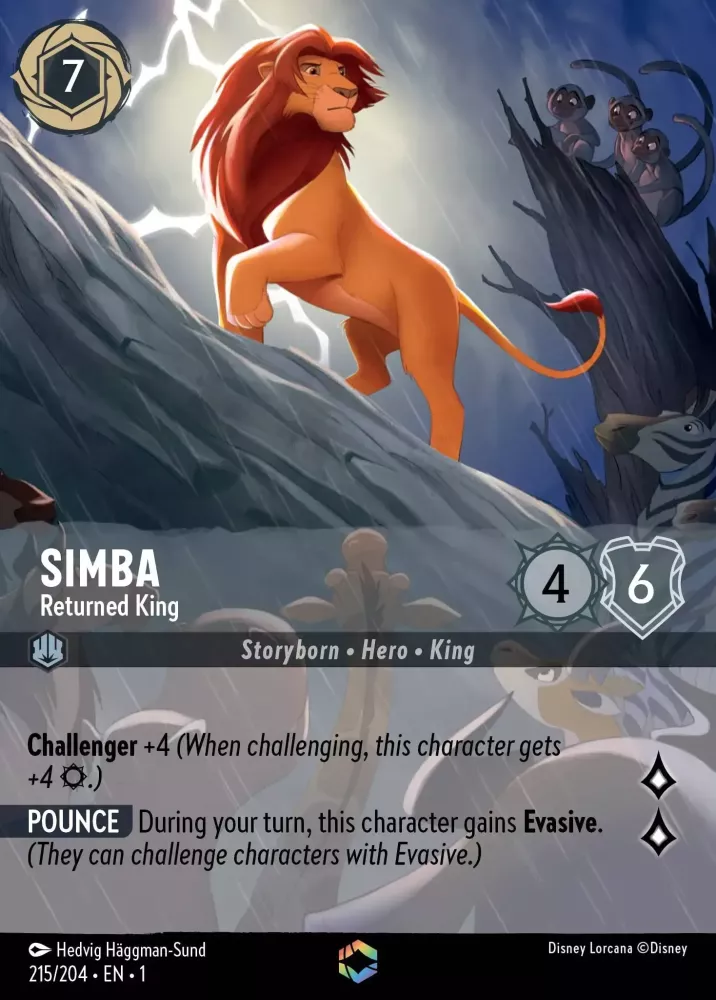 7
SIMBA
Returned King
4
6
Storyborn • Hero • King
Challenger +4 (When challenging, this character gets
+4 .)
POUNCE During your turn, this character gains Evasive.
(They can challenge characters with Evasive.)
Hedvig Häggman-Sund
Disney Lorcana ©Disney
215/204 • EN • 1